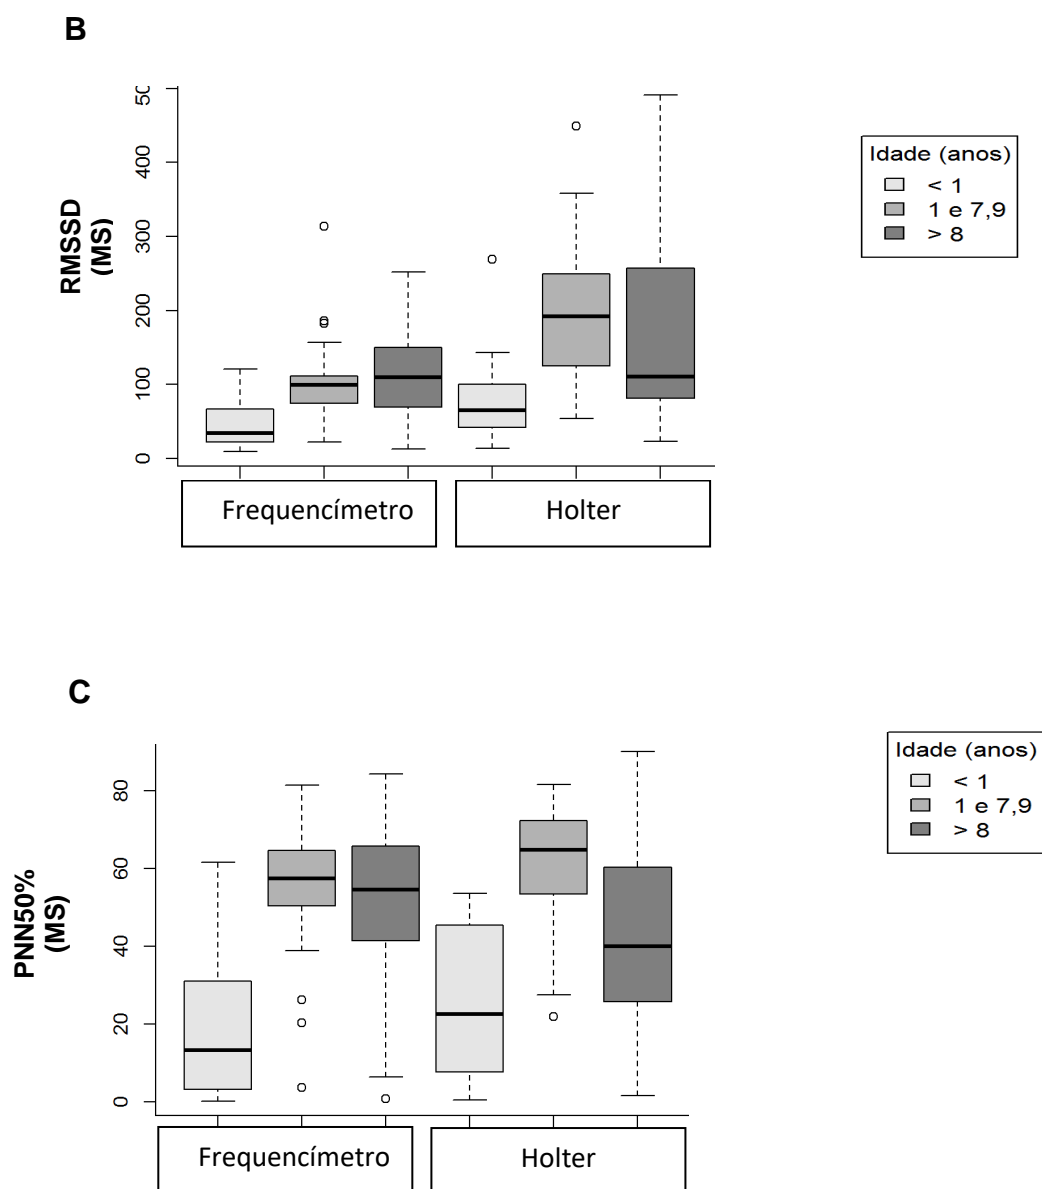 B
RMSSD
(MS)
0
100
200
300
400
Idade (anos)
< 1
1 e 7,9
> 8
Frequencímetro
Holter
C
PNN50%
(MS)
0
20
40
60
80
Idade (anos)
< 1
1 e 7,9
> 8
Frequencímetro
Holter